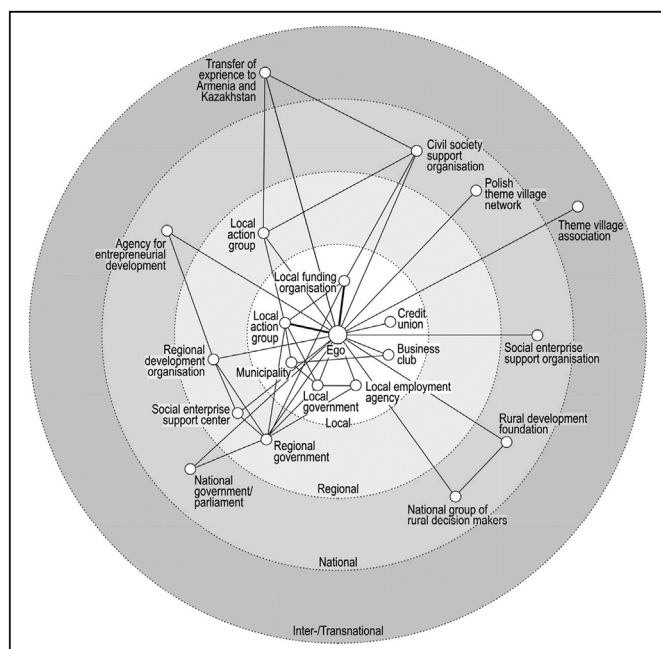 Transfer of
exprience to
Armenia and
Kazakhstan
Civil society
support
organisation
Polish
theme village
network
Theme village
association
Local
action
group
Agency for
entrepreneurial
development
Local funding
organisation
Local
action
group
Credit
union
Ego
Business
club
Social enterprise
support organisation
Regional
development
organisation
Municipality
Local
government
Local employment
agency
Social enterprise
support center
Local
Rural development
foundation
Regional
government
National
government/
parliament
Regional
National group of
rural decision makers
National
Inter-/Transnational